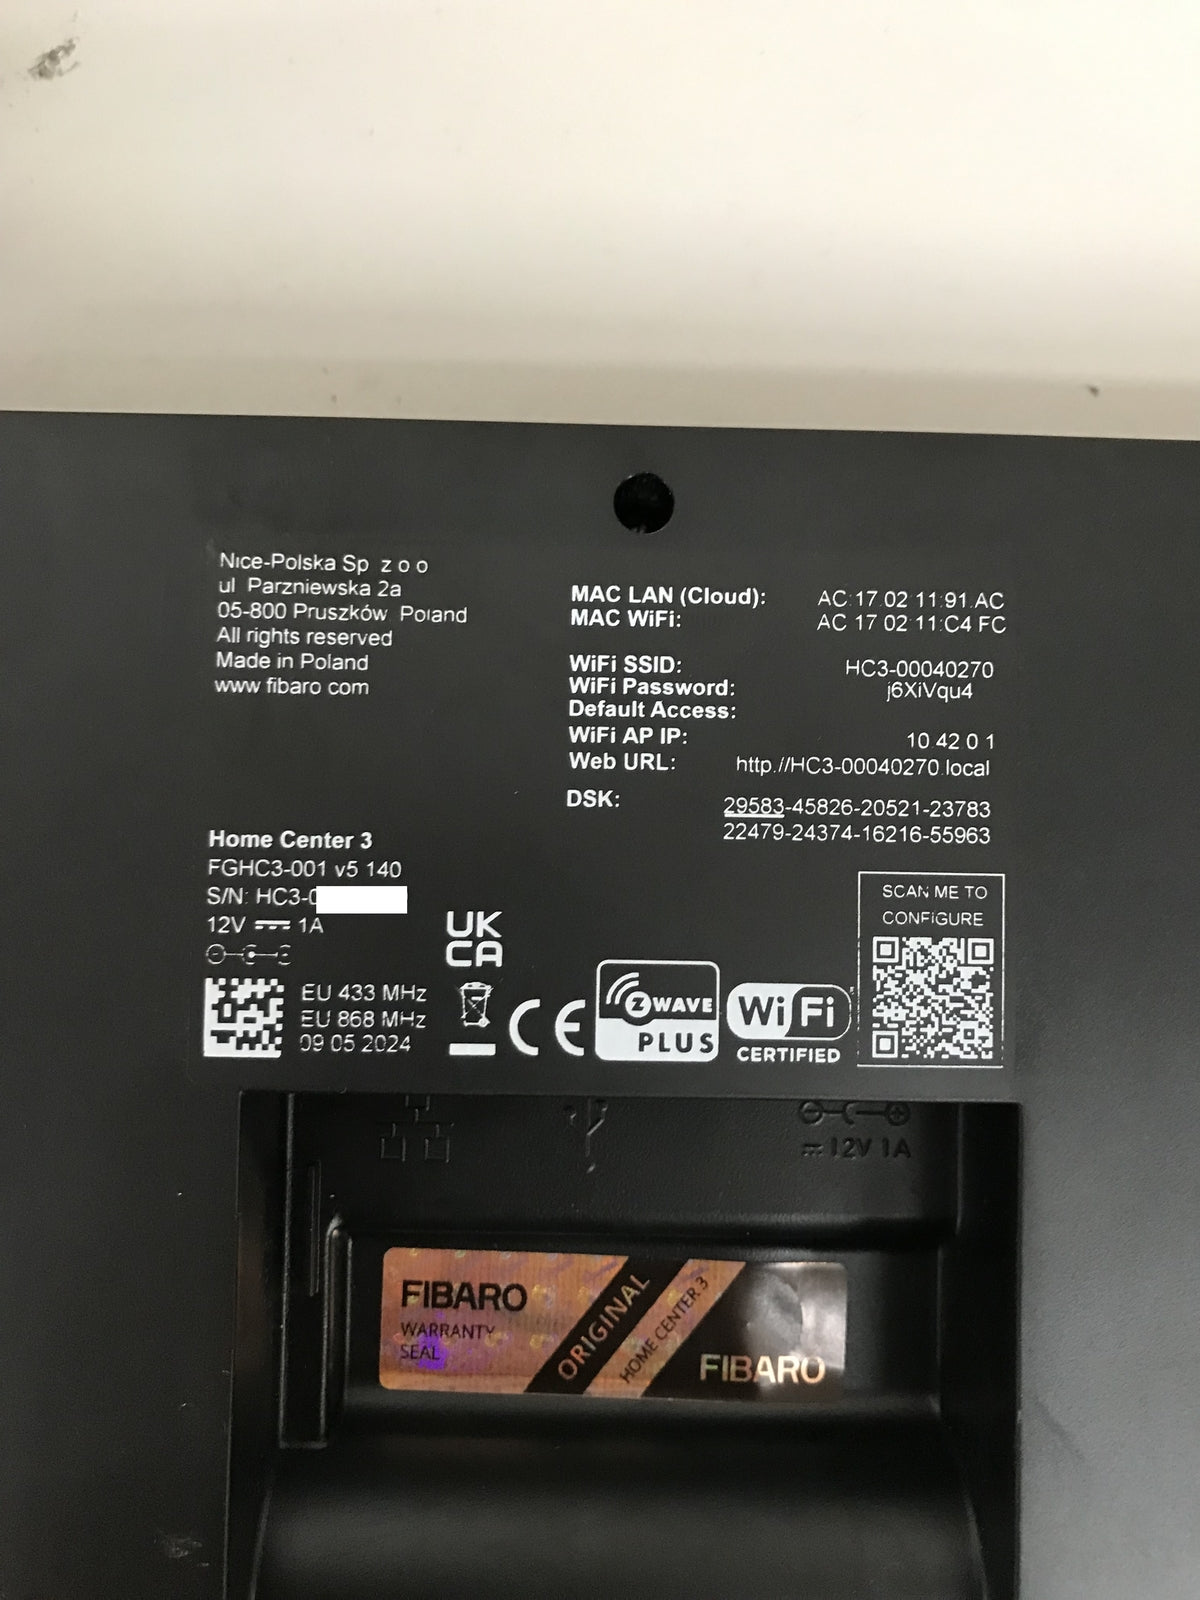 Nice-Polska Sp z o o
ul Parzniewska 2a
05-800 Pruszków Poland
All rights reserved
Made in Poland
www fibaro com
MAC LAN (Cloud): AC:17 02 11:91.AC
MAC WiFi: AC 17 02 11:C4 FC
WiFi SSID: HC3-00040270
WiFi Password: j6XiVqu4
Default Access:
WiFi AP IP: 10 42 0 1
Web URL: http://HC3-00040270.local
DSK: 29583-45826-20521-23783
22479-24374-16216-55963
Home Center 3
FGHC3-001 v5 140
S/N: HC3-0
12V 1A
EU 433 MHz
EU 868 MHz
09 05 2024
UK
CA
CE
Z WAVE
PLUS
Wi Fi
CERTIFIED
SCAN ME TO
CONFIGURE
12V 1A
FIBARO
WARRANTY
SEAL
ORIGINAL
HOME CENTER 3
FIBARO